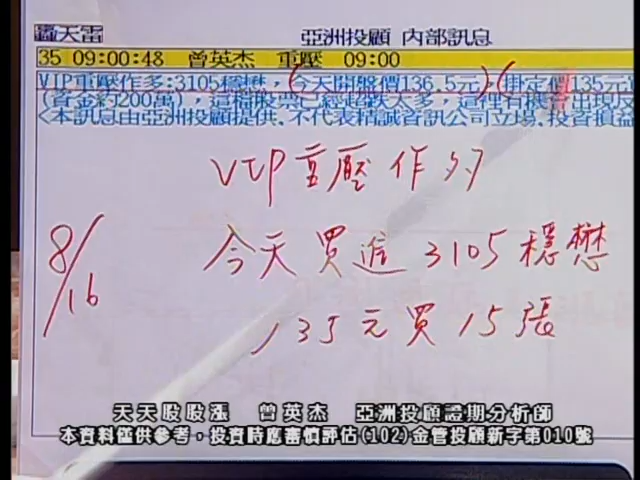 霹天雷 亞洲投顧 內部訊息
35 09:00:48 曾英杰 重壓 09:00
VIP重壓作多:3105穩懋,(今天開盤價136.5元),(掛定價135元買
(資金約200萬),這檔股票已經超跌太多,這裡有機會出現反
<本訊息由亞洲投顧提供、不代表精誠資訊公司立場、投資損益
VIP重壓作多
8/16
今天買進3105穩懋
135元買15張
天天股股漲 曾英杰 亞洲投顧證期分析師
本資料僅供參考,投資時應審慎評估(102)金管投顧新字第010號